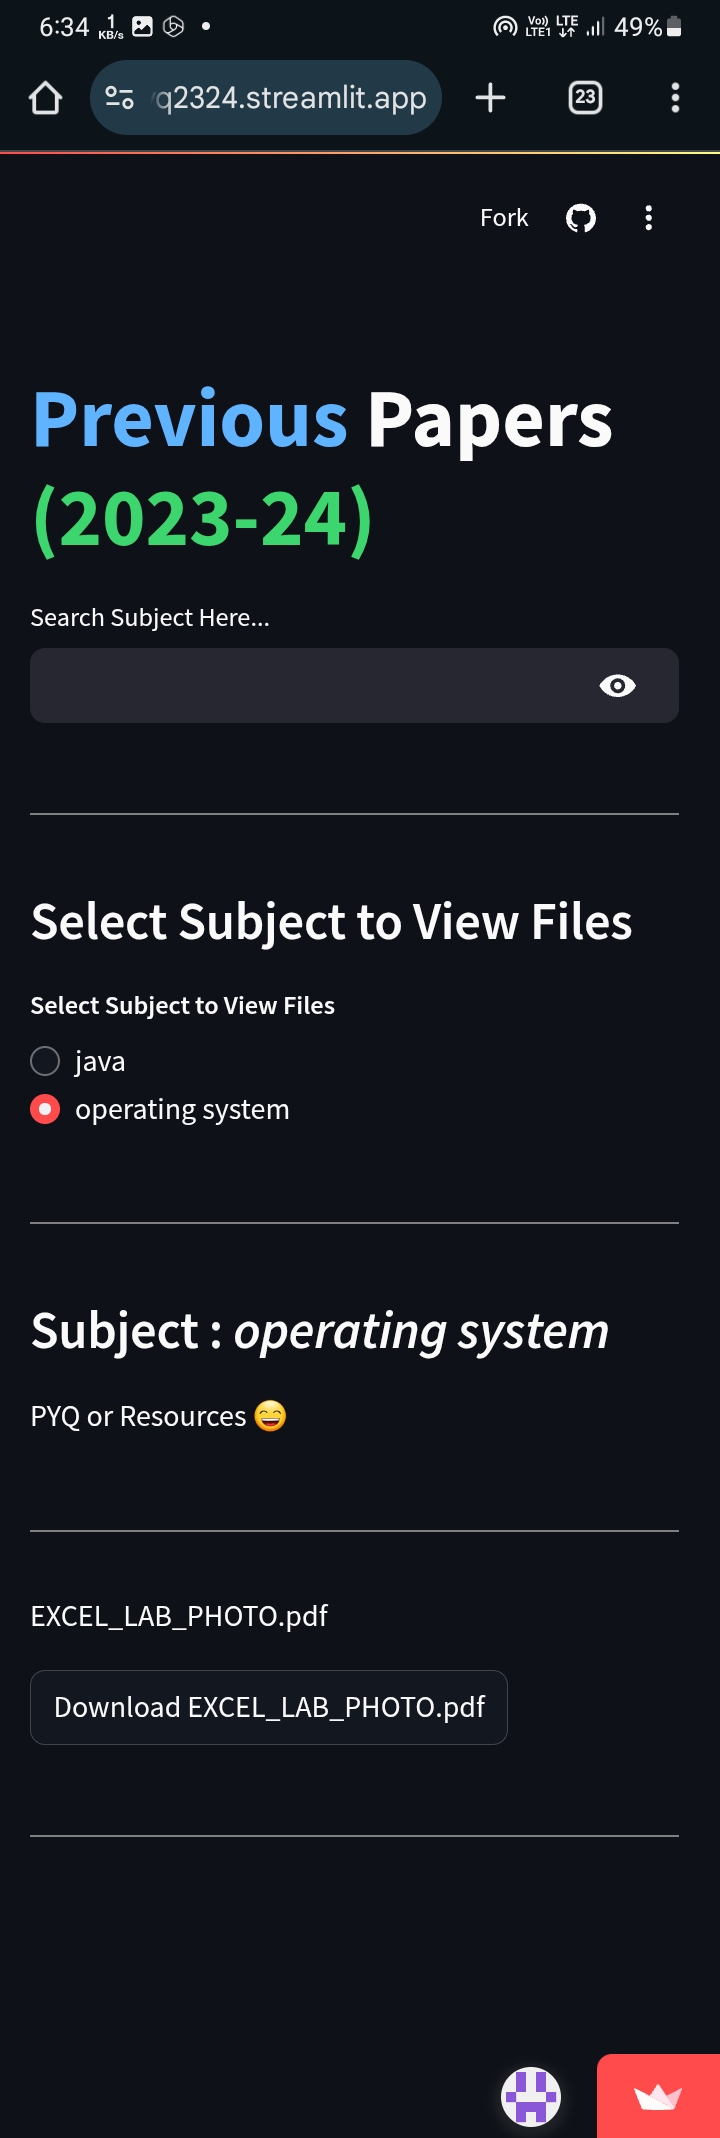 6:34 1 KB/s Vo)) LTE1 LTE 49%
q2324.streamlit.app 23
Fork
Previous Papers
(2023-24)
Search Subject Here...
Select Subject to View Files
Select Subject to View Files
java
operating system
Subject : operating system
PYQ or Resources 😄
EXCEL_LAB_PHOTO.pdf
Download EXCEL_LAB_PHOTO.pdf